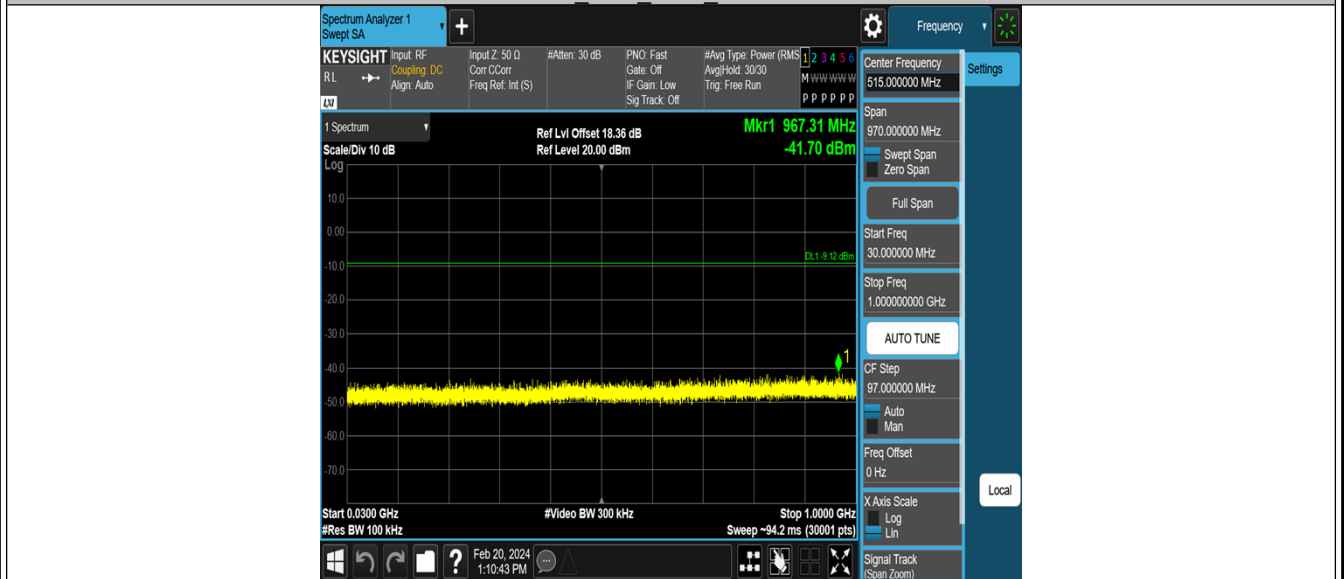 Spectrum Analyzer 1
Swept SA
+
Frequency
KEYSIGHT
RL
LXI
Input: RF
Coupling: DC
Align: Auto
Input Z: 50 Ω
Corr CCorr
Freq Ref: Int (S)
#Atten: 30 dB
PNO: Fast
Gate: Off
IF Gain: Low
Sig Track: Off
#Avg Type: Power (RMS
Avg|Hold: 30/30
Trig: Free Run
1 2 3 4 5 6
M W W W W W
P P P P P P
1 Spectrum
Scale/Div 10 dB
Ref Lvl Offset 18.36 dB
Ref Level 20.00 dBm
Mkr1 967.31 MHz
-41.70 dBm
Log
10.0
0.00
DL1 -9.12 dBm
-10.0
-20.0
-30.0
1
-40.0
-50.0
-60.0
-70.0
Start 0.0300 GHz
#Res BW 100 kHz
#Video BW 300 kHz
Stop 1.0000 GHz
Sweep ~94.2 ms (30001 pts)
?
Feb 20, 2024
1:10:43 PM
Center Frequency
515.000000 MHz
Span
970.000000 MHz
Swept Span
Zero Span
Full Span
Start Freq
30.000000 MHz
Stop Freq
1.000000000 GHz
AUTO TUNE
CF Step
97.000000 MHz
Auto
Man
Freq Offset
0 Hz
X Axis Scale
Log
Lin
Signal Track
(Span Zoom)
Settings
Local